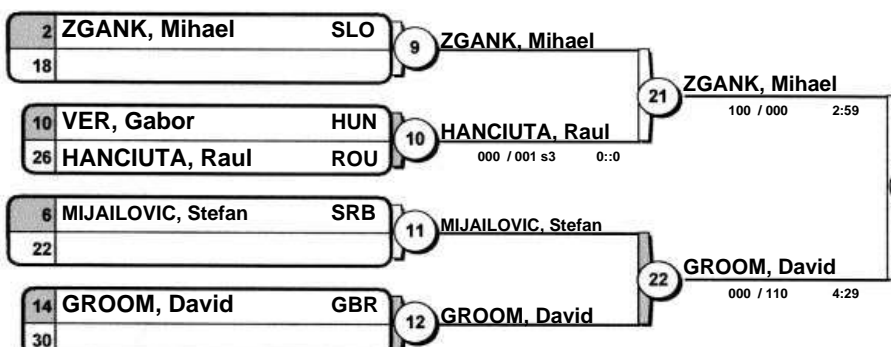 2 ZGANK, Mihael SLO
18
9
ZGANK, Mihael
21
ZGANK, Mihael
100 / 000 2:59
10 VER, Gabor HUN
26 HANCIUTA, Raul ROU
10
HANCIUTA, Raul
000 / 001 s3 0::0
6 MIJAILOVIC, Stefan SRB
22
11
MIJAILOVIC, Stefan
22
GROOM, David
000 / 110 4:29
14 GROOM, David GBR
30
12
GROOM, David